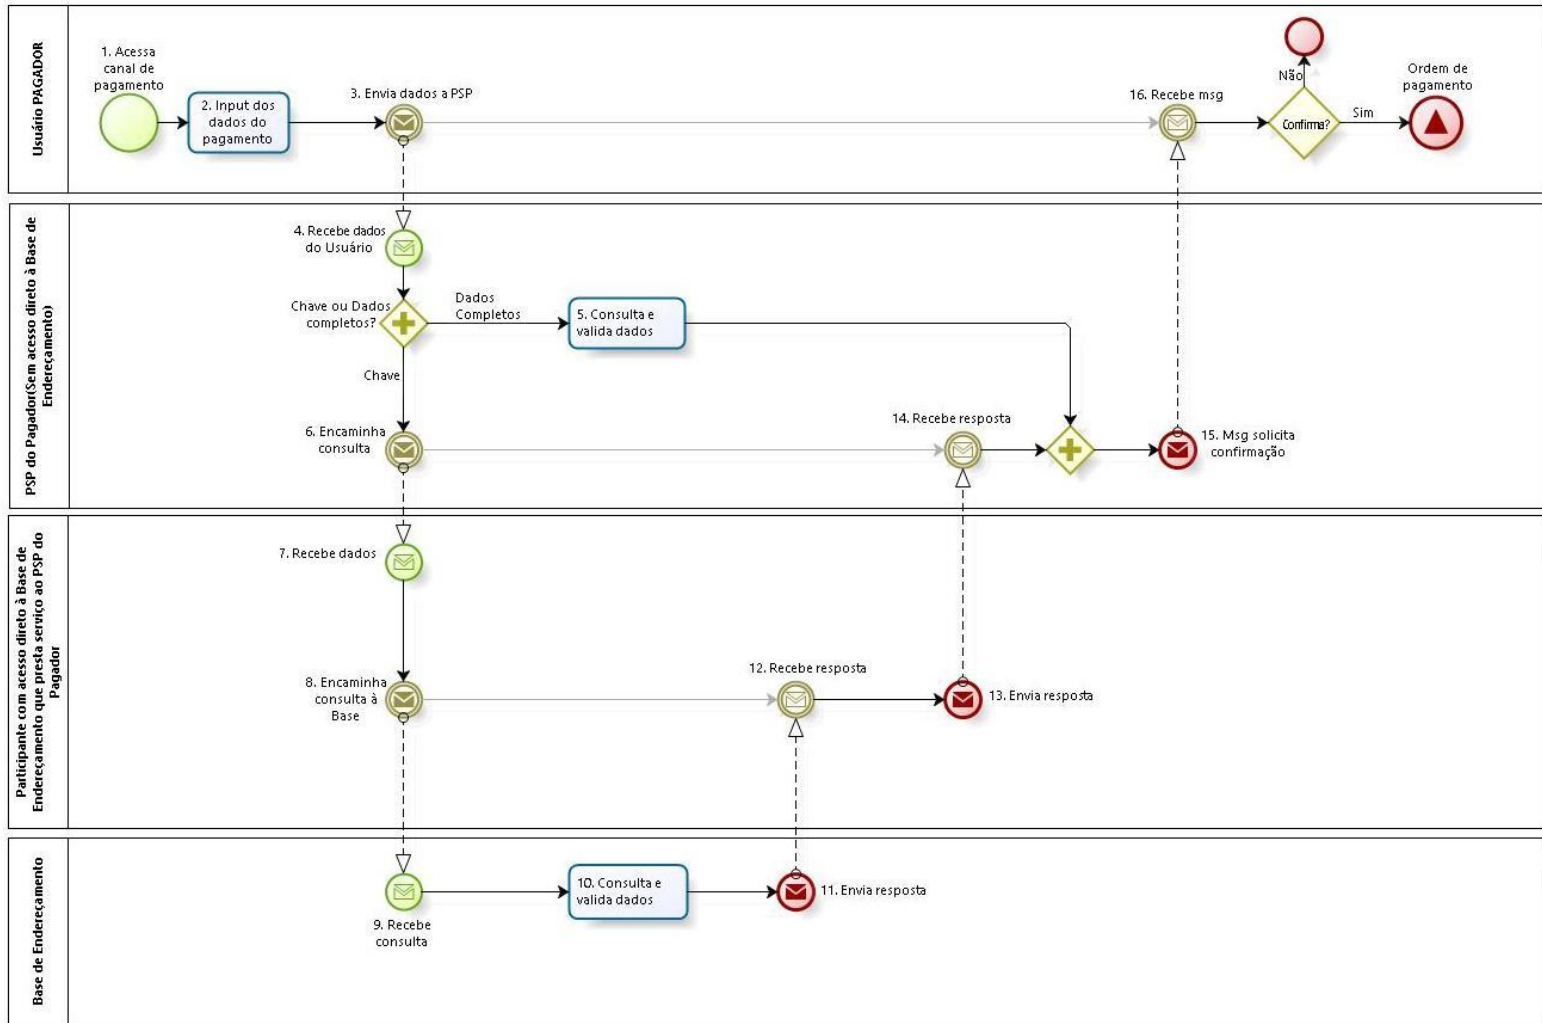 Usuário PAGADOR
1. Acessa
canal de
pagamento
2. Input dos
dados do
pagamento
3. Envia dados a PSP
16. Recebe msg
Não
Confirma?
Sim
Ordem de
pagamento
PSP do Pagador(Sem acesso direto à Base de
Endereçamento)
4. Recebe dados
do Usuário
Chave ou Dados
completos?
Dados
Completos
5. Consulta e
valida dados
Chave
6. Encaminha
consulta
14. Recebe resposta
15. Msg solicita
confirmação
Participante com acesso direto à Base de
Endereçamento que presta serviço ao PSP do
Pagador
7. Recebe dados
8. Encaminha
consulta à
Base
12. Recebe resposta
13. Envia resposta
Base de Endereçamento
9. Recebe
consulta
10. Consulta e
valida dados
11. Envia resposta